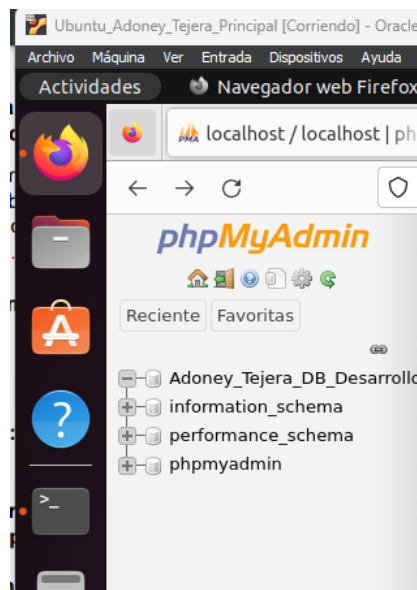 Ubuntu_Adoney_Tejera_Principal [Corriendo] - Oracle
Archivo Máquina Ver Entrada Dispositivos Ayuda
Actividades Navegador web Firefox
localhost / localhost | ph
phpMyAdmin
Reciente Favoritas
Adoney_Tejera_DB_Desarrollo
information_schema
performance_schema
phpmyadmin